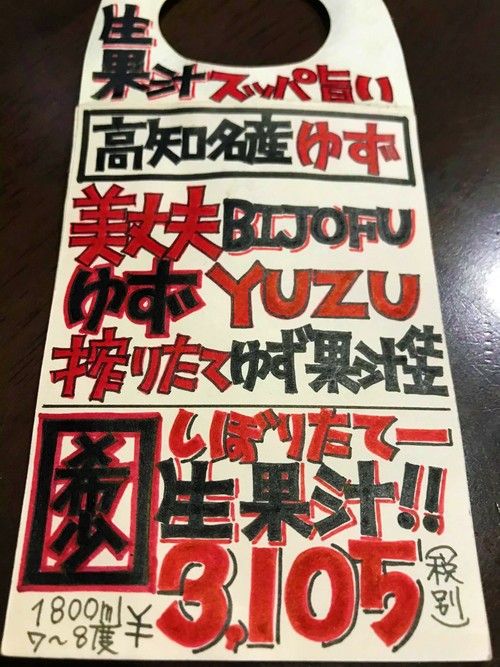 生
果汁スッパ旨い
高知名産ゆず
美丈夫BIJOFU
ゆずYUZU
搾りたてゆず果汁
希少
しぼりたてー
生果汁!!
1800ml
7〜8度
¥3,105
(税別)